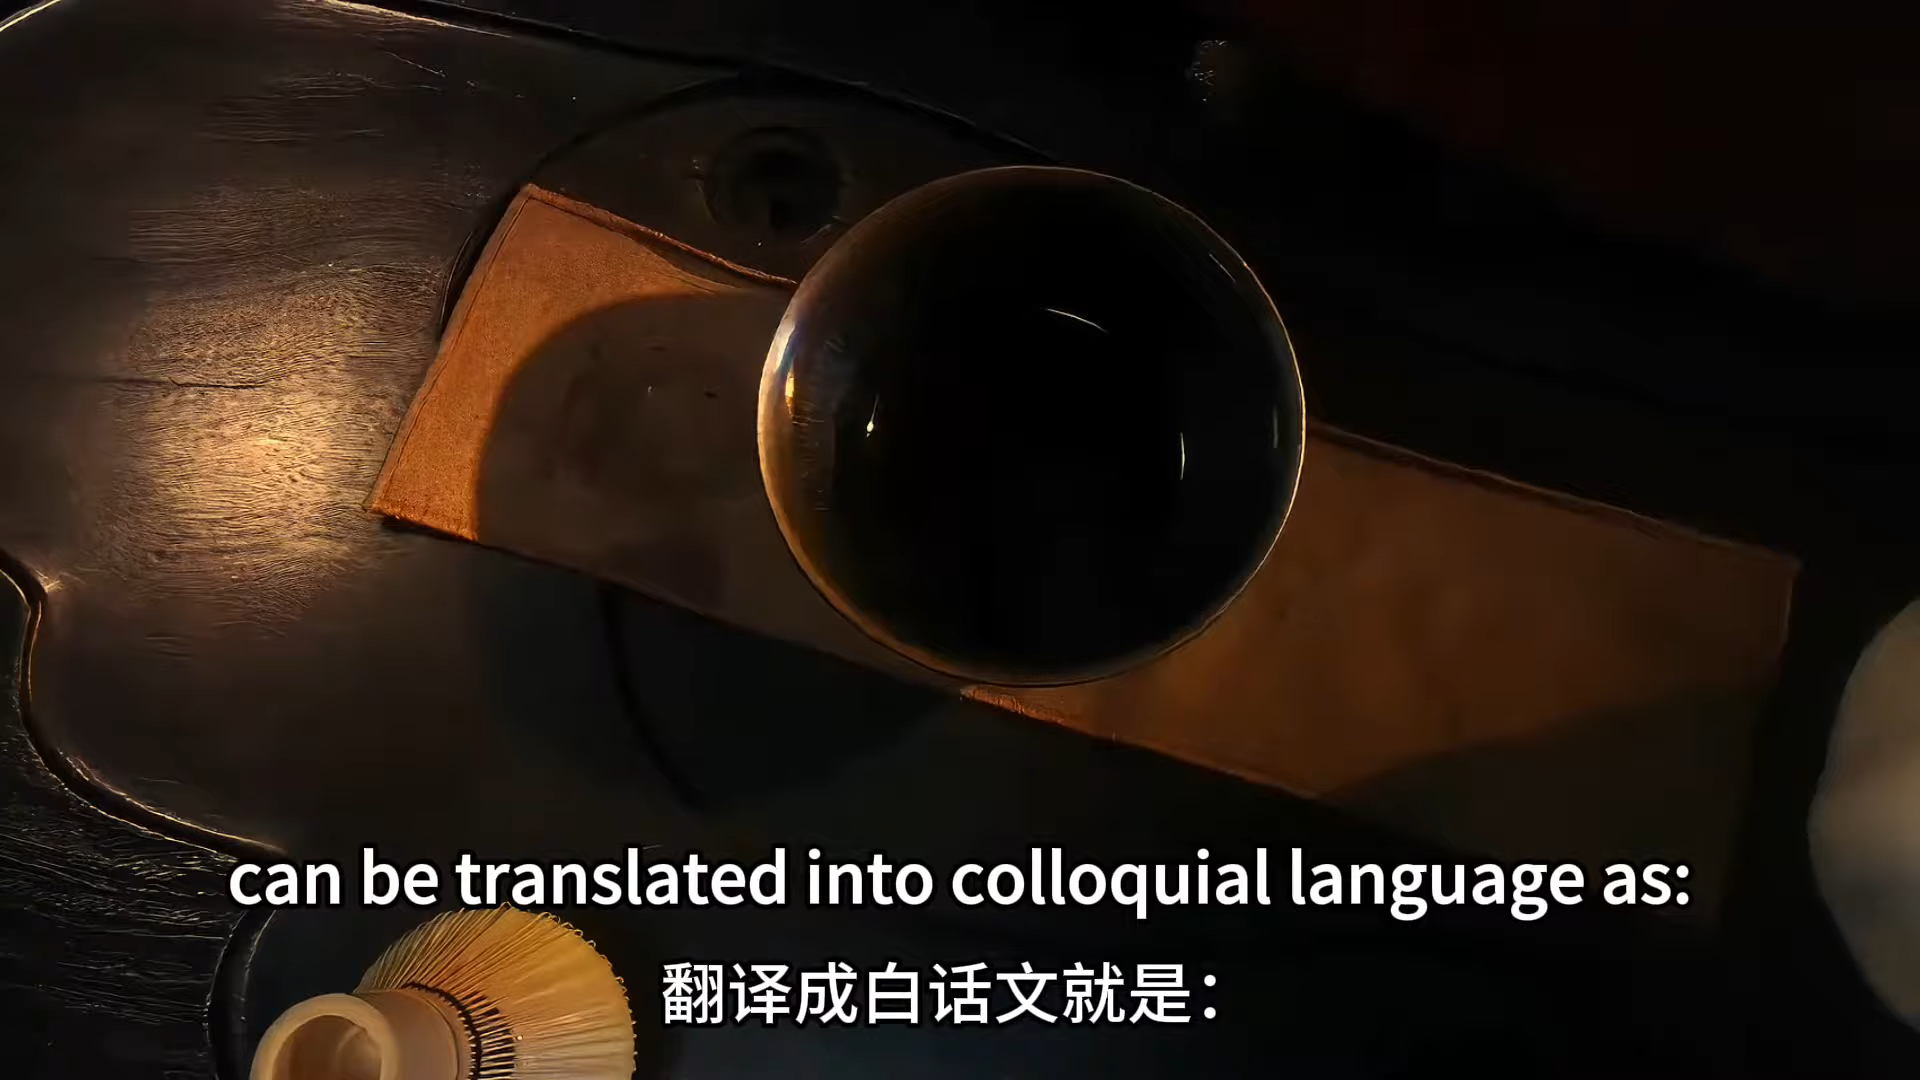 can be translated into colloquial language as:
翻译成白话文就是：